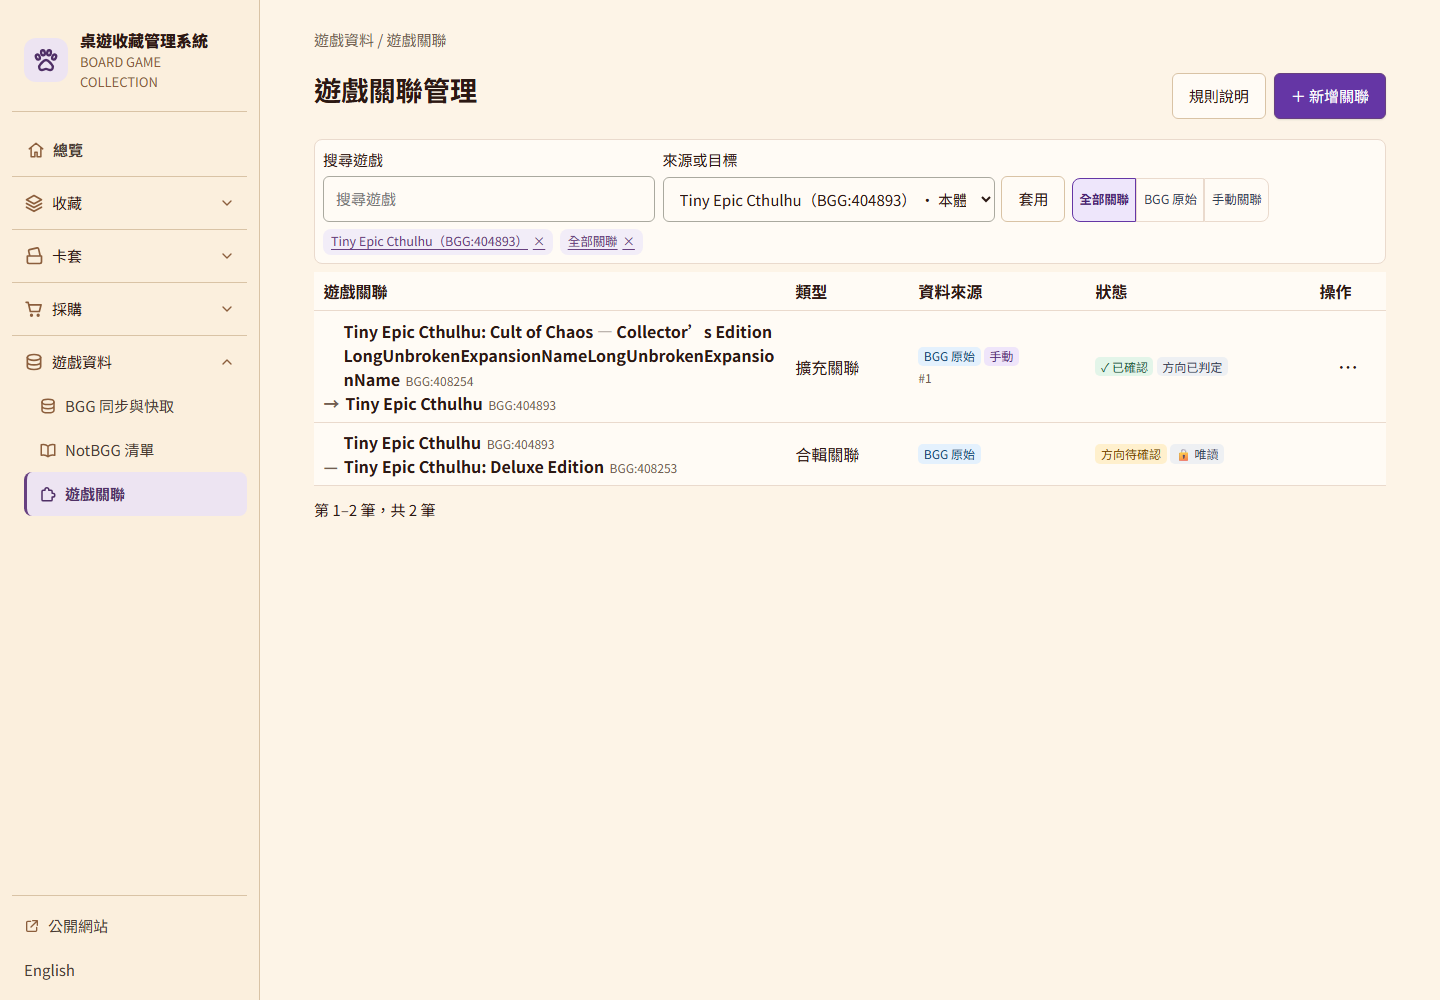 桌遊收藏管理系統
BOARD GAME
COLLECTION
總覽
收藏
卡套
採購
遊戲資料
BGG 同步與快取
NotBGG 清單
遊戲關聯
公開網站
English
遊戲資料 / 遊戲關聯
遊戲關聯管理
規則說明
+ 新增關聯
搜尋遊戲
來源或目標
搜尋遊戲
Tiny Epic Cthulhu（BGG:404893）・本體
套用
全部關聯
BGG 原始
手動關聯
Tiny Epic Cthulhu（BGG:404893） ×
全部關聯 ×
遊戲關聯 類型 資料來源 狀態 操作
Tiny Epic Cthulhu: Cult of Chaos — Collector’s Edition
LongUnbrokenExpansionNameLongUnbrokenExpansio
nName BGG:408254
→ Tiny Epic Cthulhu BGG:404893
擴充關聯
BGG 原始 手動
#1
✓ 已確認 方向已判定
⋯
Tiny Epic Cthulhu BGG:404893
— Tiny Epic Cthulhu: Deluxe Edition BGG:408253
合輯關聯
BGG 原始
方向待確認 🔒 唯讀
第 1–2 筆，共 2 筆